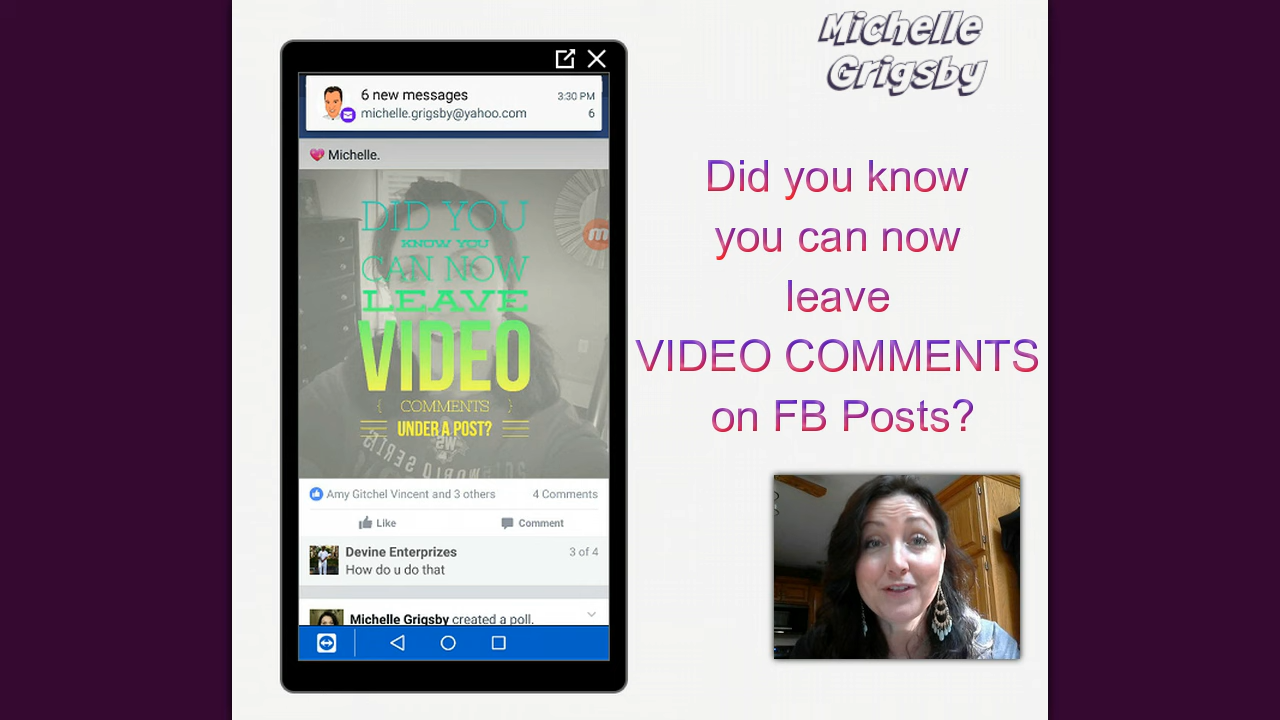 Michelle
Grigsby
6 new messages
3:30 PM
michelle.grigsby@yahoo.com
6
💗 Michelle.
DID YOU
KNOW YOU
CAN NOW
LEAVE
VIDEO
{ COMMENTS }
UNDER A POST?
Amy Gitchel Vincent and 3 others
4 Comments
Like
Comment
Devine Enterprizes
3 of 4
How do u do that
Michelle Grigsby created a poll.
Did you know
you can now
leave
VIDEO COMMENTS
on FB Posts?